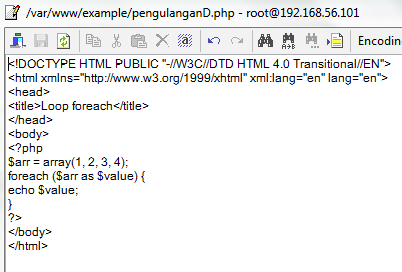 /var/www/example/pengulanganD.php - root@192.168.56.101
Encodin
<!DOCTYPE HTML PUBLIC "-//W3C//DTD HTML 4.0 Transitional//EN">
<html xmlns="http://www.w3.org/1999/xhtml" xml:lang="en" lang="en">
<head>
<title>Loop foreach</title>
</head>
<body>
<?php
$arr = array(1, 2, 3, 4);
foreach ($arr as $value) {
echo $value;
}
?>
</body>
</html>